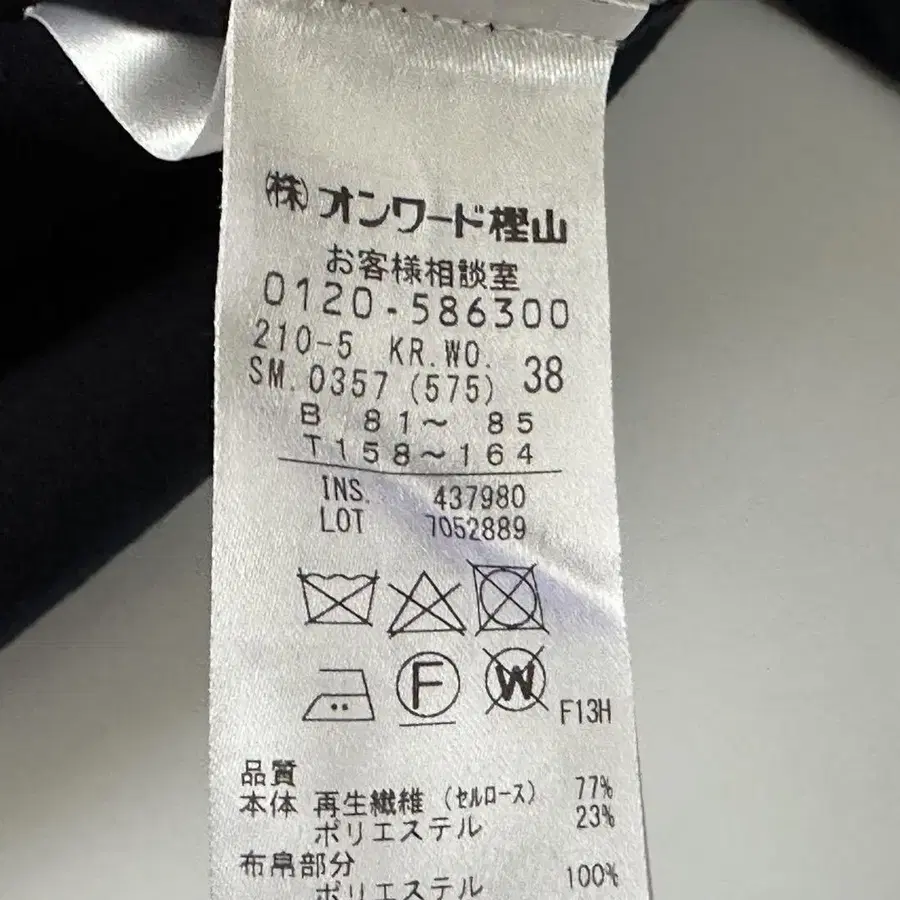 ㈱オンワード樫山
お客様相談室
0120-586300
210-5 KR.WO. 38
SM.0357 (575)
B 81～ 85
T158～164
INS. 437980
LOT 7052889
F
W
F13H
品質
本体 再生繊維 (セルロース) 77%
ポリエステル 23%
布帛部分
ポリエステル 100%